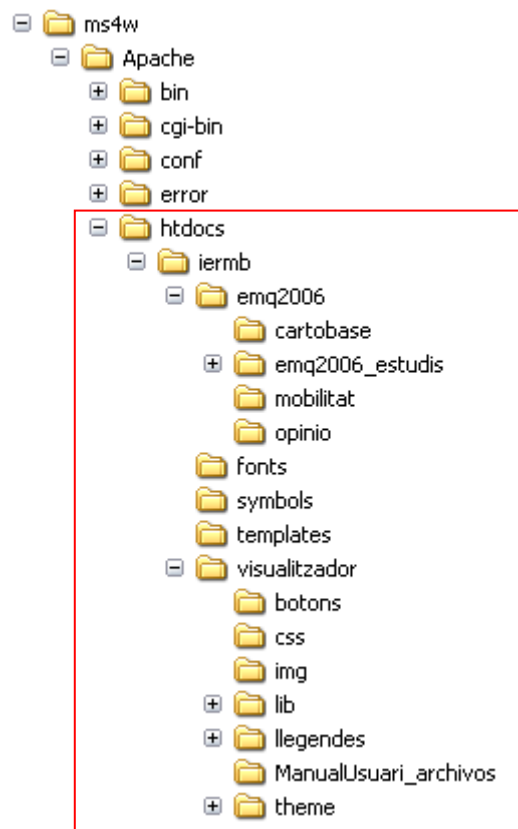 ms4w
Apache
bin
cgi-bin
conf
error
htdocs
iermb
emq2006
cartobase
emq2006_estudis
mobilitat
opinio
fonts
symbols
templates
visualitzador
botons
css
img
lib
llegendes
ManualUsuari_archivos
theme